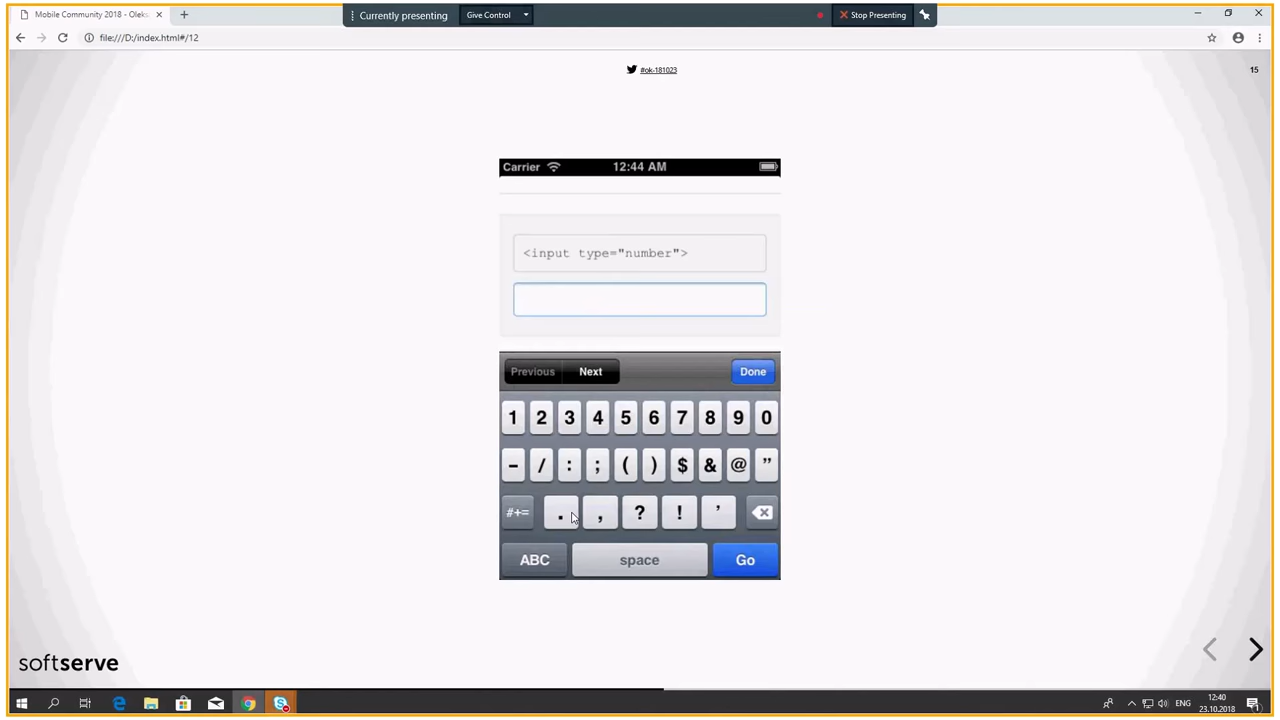 Mobile Community 2018 - Oleks
Currently presenting
Give Control
Stop Presenting
file:///D:/index.html#/12
#ok-181023
15
Carrier 12:44 AM
<input type="number">
Previous Next Done
1 2 3 4 5 6 7 8 9 0
- / : ; ( ) $ & @ "
#+= . , ? ! '
ABC space Go
softserve
ENG
12:40
23.10.2018
1